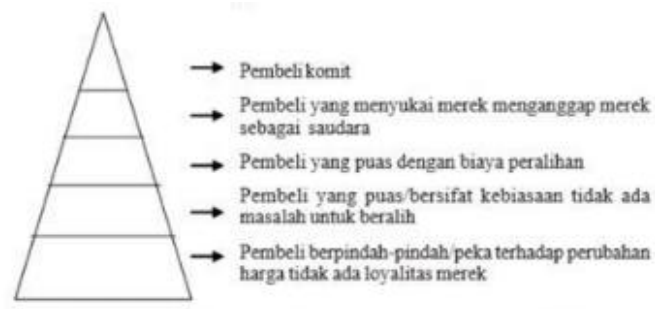 Pembeli komit
Pembeli yang menyukai merek menganggap merek
sebagai saudara
Pembeli yang puas dengan biaya peralihan
Pembeli yang puas/bersifat kebiasaan tidak ada
masalah untuk beralih
Pembeli berpindah-pindah/peka terhadap perubahan
harga tidak ada loyalitas merek